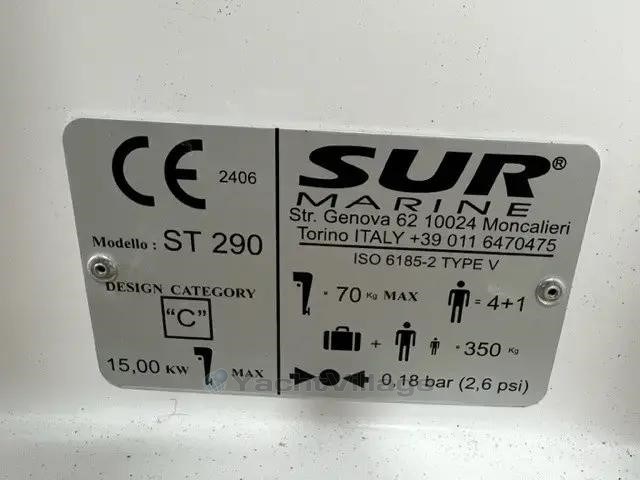 CE 2406
Modello : ST 290
DESIGN CATEGORY
"C"
15,00 KW MAX
SUR®
MARINE
Str. Genova 62 10024 Moncalieri
Torino ITALY +39 011 6470475
ISO 6185-2 TYPE V
= 70 Kg MAX
= 4+1
+ = 350 Kg
0,18 bar (2,6 psi)
YachtVillage